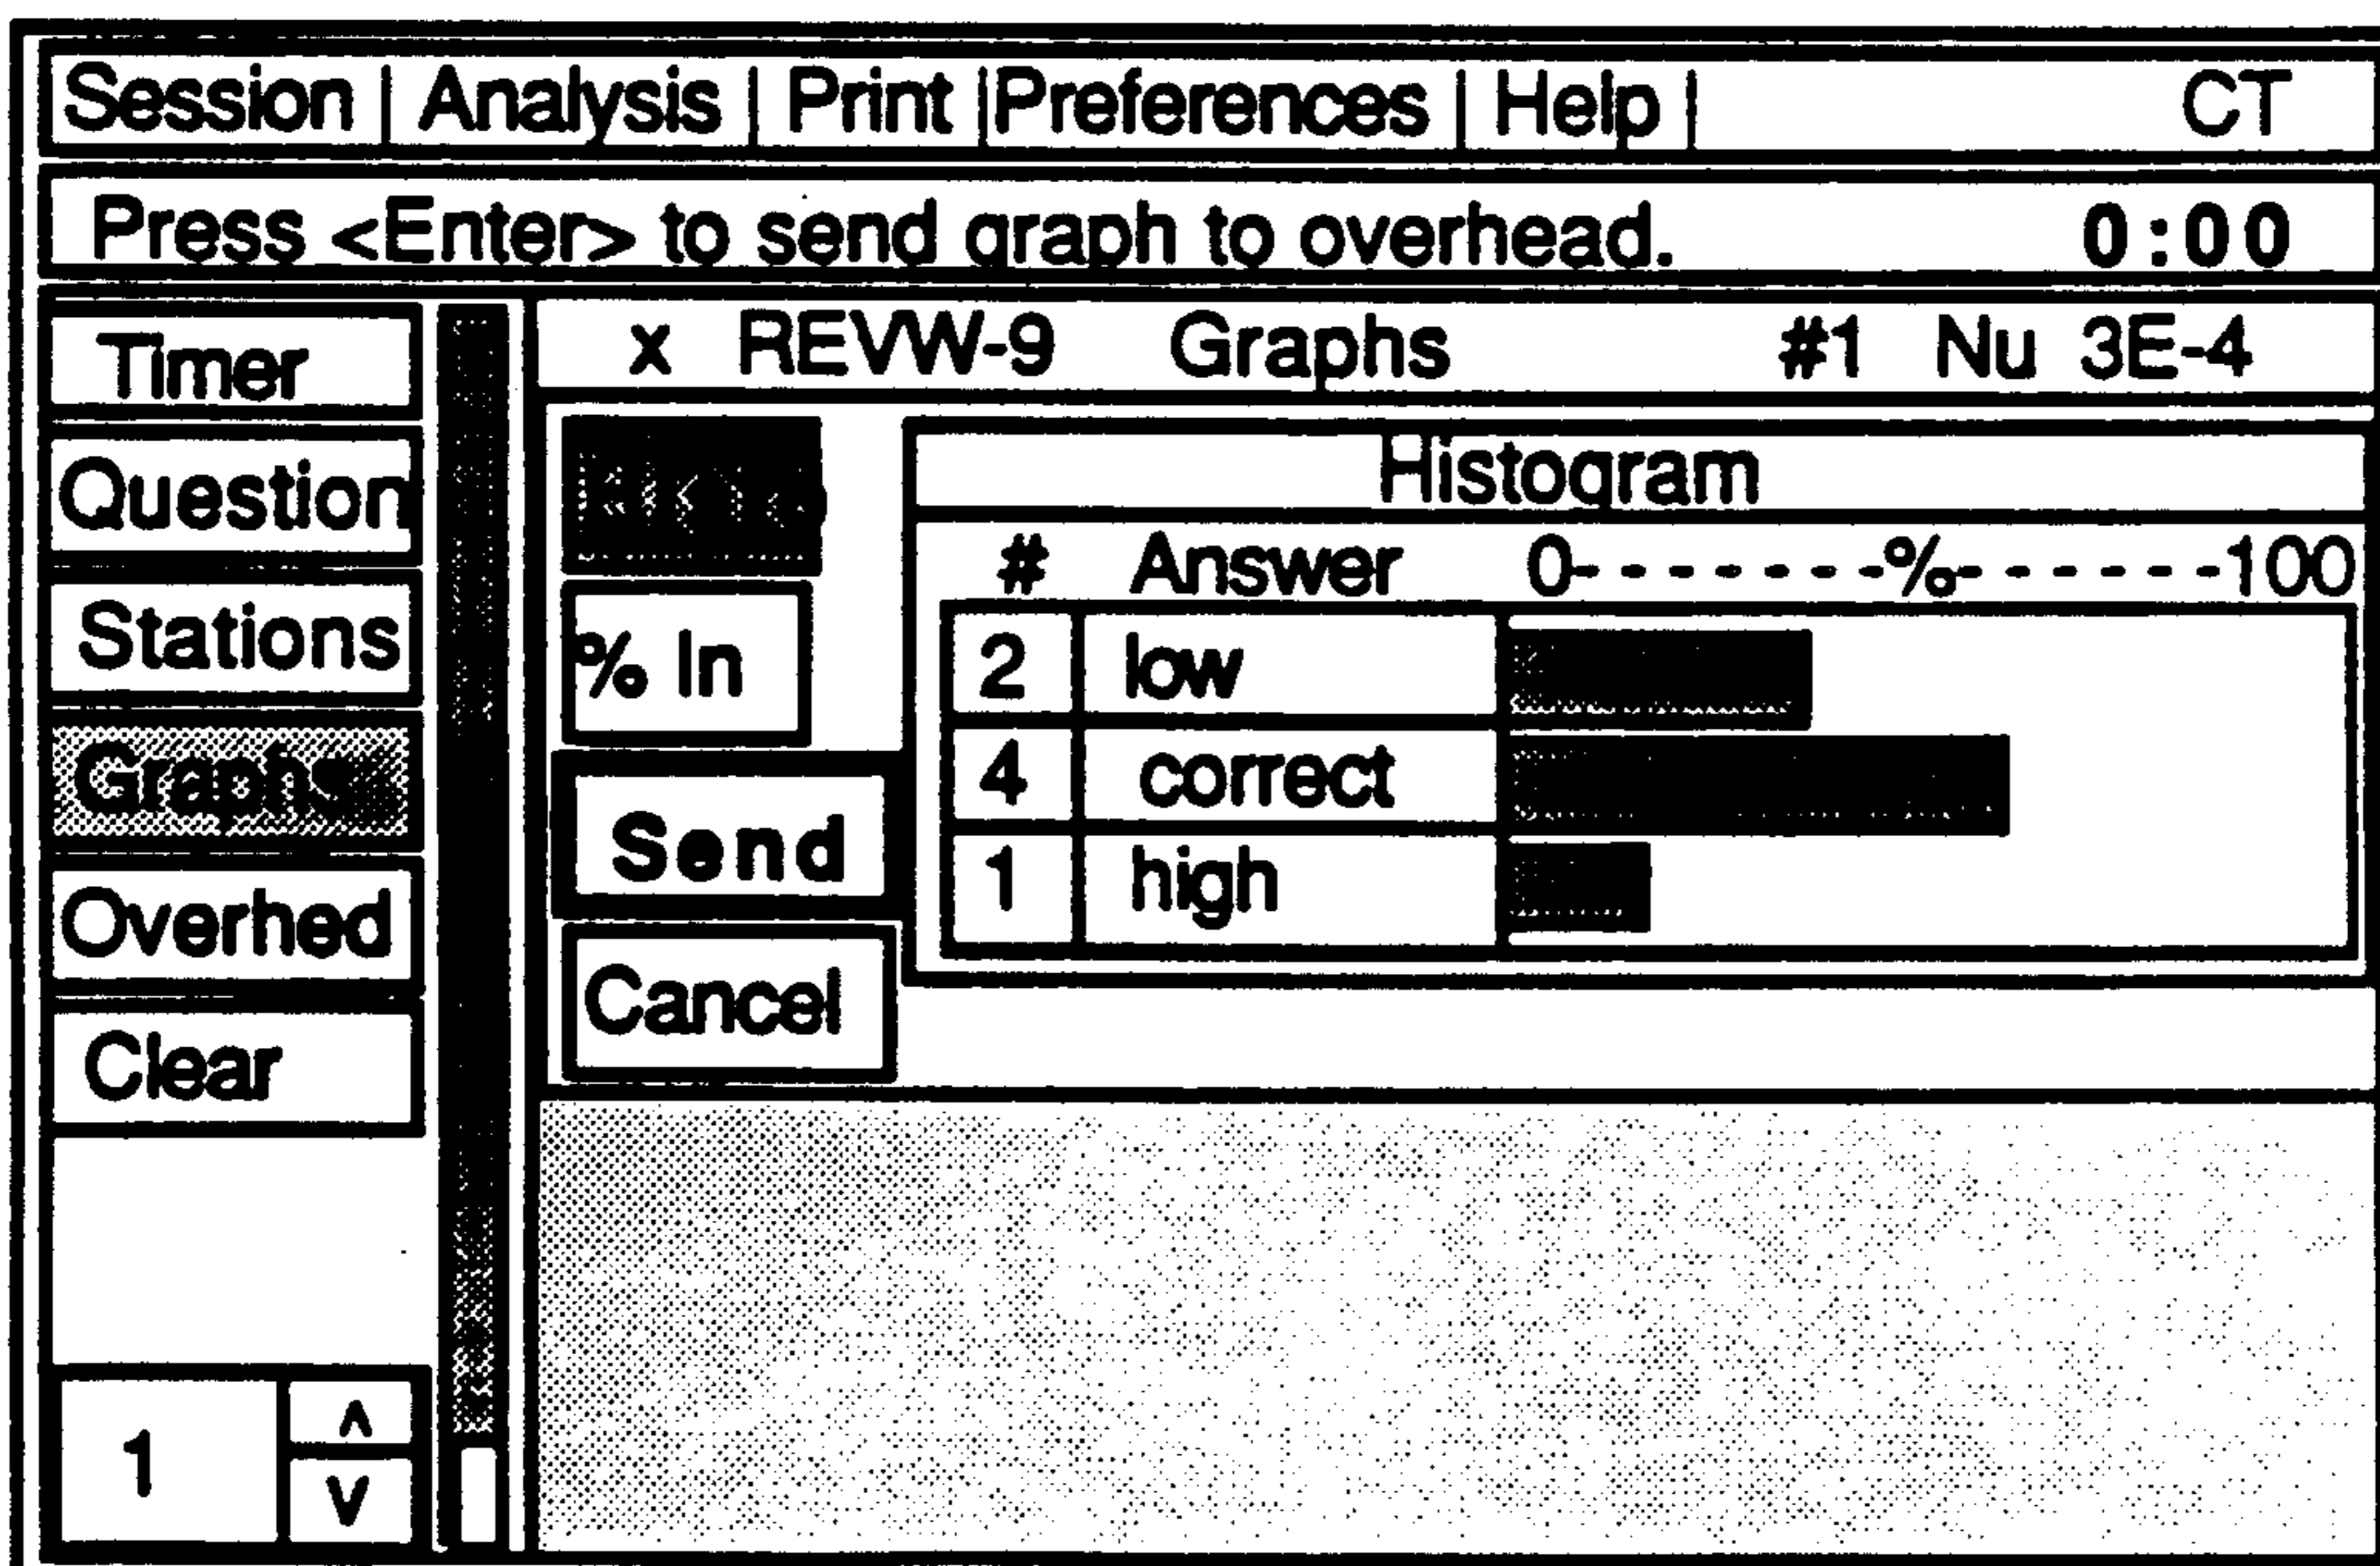 Session | Analysis | Print | Preferences | Help | CT
Press <Enter> to send graph to overhead. 0:00
Timer
Question
Stations
Graphs
Overhed
Clear
1
^
v
x REVW-9 Graphs #1 Nu 3E-4
% In
Send
Cancel
Histogram
# Answer 0-------%------100
2 low
4 correct
1 high